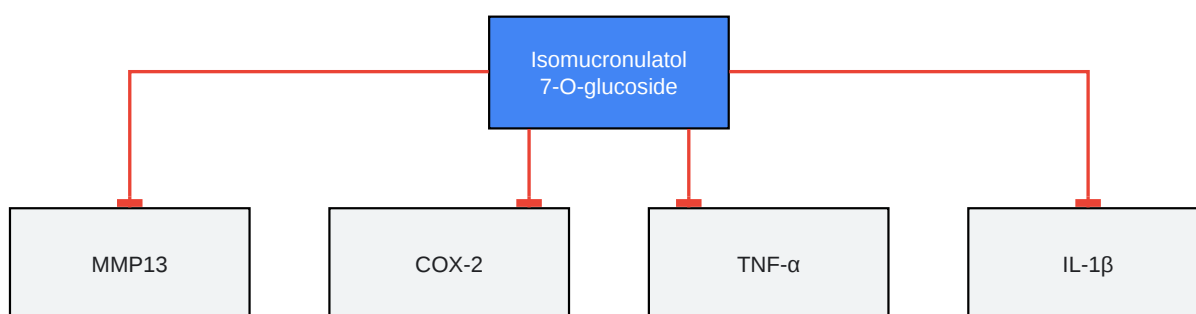 Isomucronulatol
7-O-glucoside
MMP13
COX-2
TNF-α
IL-1β